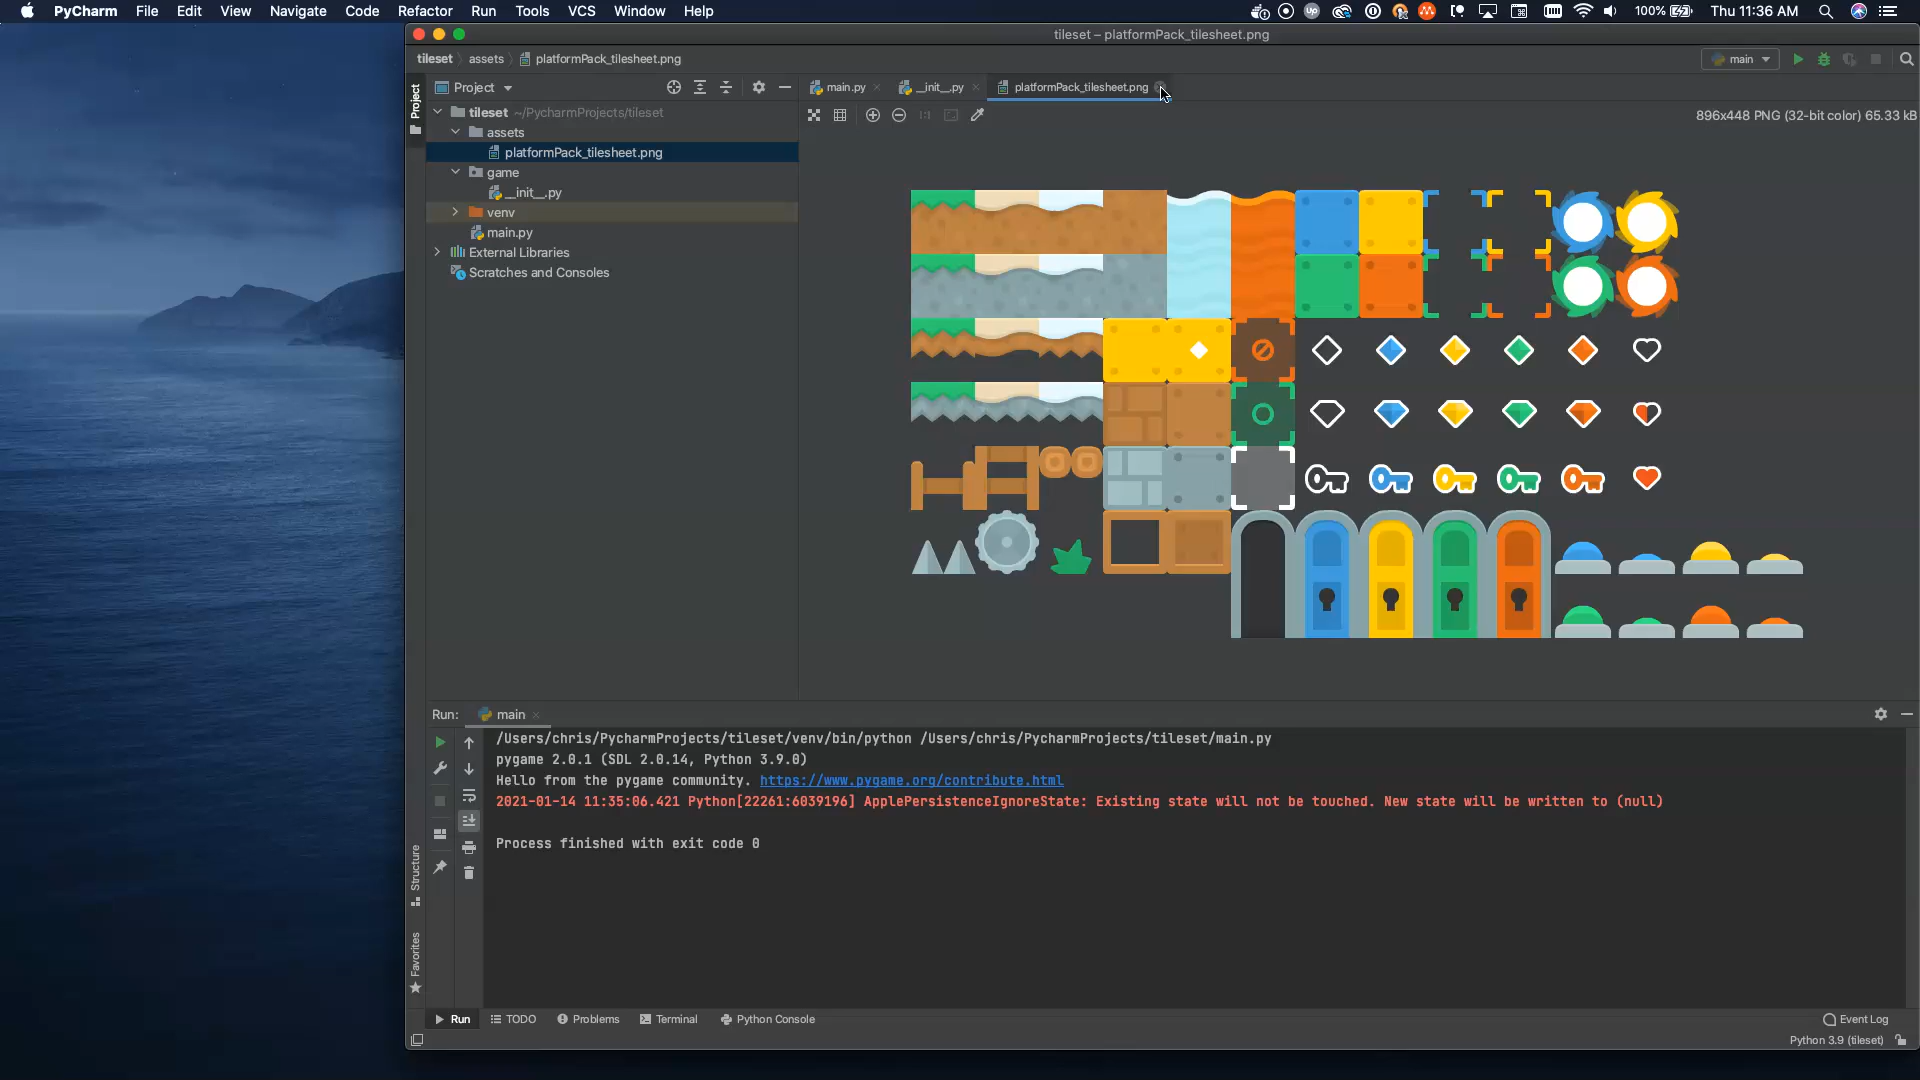 PyCharm File Edit View Navigate Code Refactor Run Tools VCS Window Help
100% Thu 11:36 AM
tileset – platformPack_tilesheet.png
tileset assets platformPack_tilesheet.png
main
Project
main.py
__init__.py
platformPack_tilesheet.png
Project
896x448 PNG (32-bit color) 65.33 kB
tileset ~/PycharmProjects/tileset
assets
platformPack_tilesheet.png
game
__init__.py
venv
main.py
External Libraries
Scratches and Consoles
Run: main
/Users/chris/PycharmProjects/tileset/venv/bin/python /Users/chris/PycharmProjects/tileset/main.py
pygame 2.0.1 (SDL 2.0.14, Python 3.9.0)
Hello from the pygame community. https://www.pygame.org/contribute.html
2021-01-14 11:35:06.421 Python[22261:6039196] ApplePersistenceIgnoreState: Existing state will not be touched. New state will be written to (null)
Process finished with exit code 0
Structure
Favorites
Run TODO Problems Terminal Python Console Event Log
Python 3.9 (tileset)